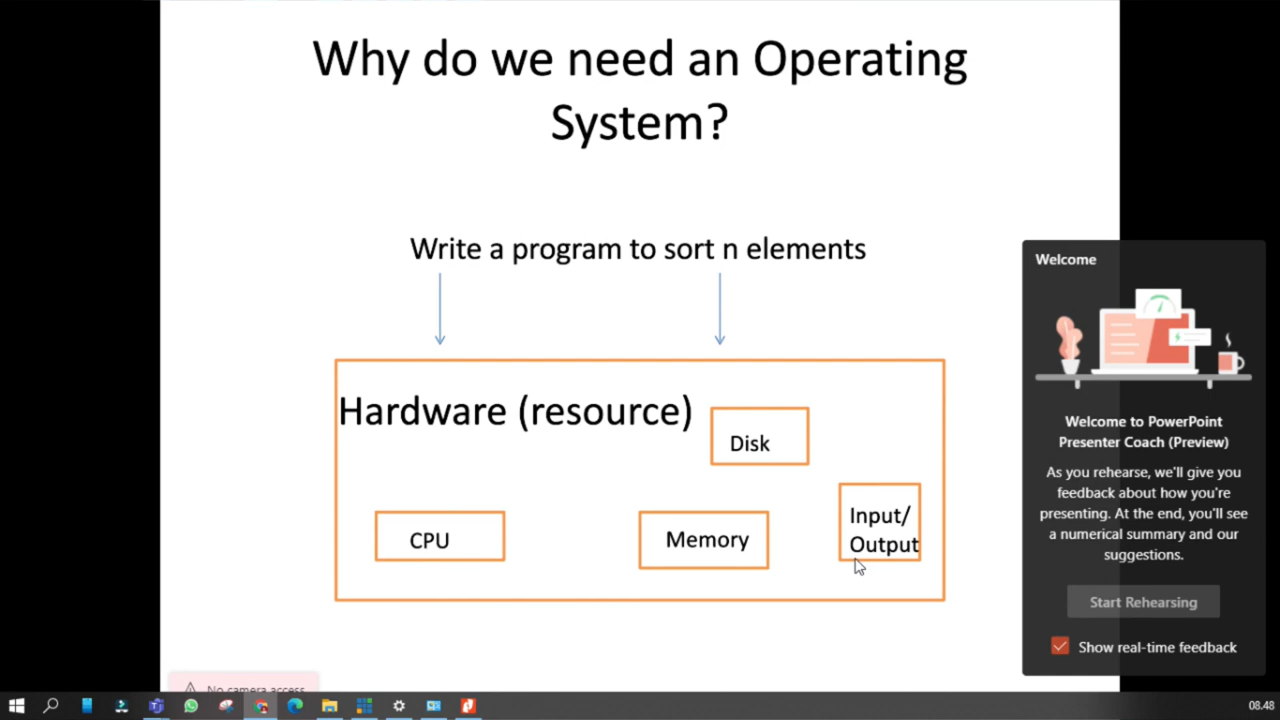 Why do we need an Operating
System?
Write a program to sort n elements
Hardware (resource)
Disk
CPU
Memory
Input/
Output
Welcome
Welcome to PowerPoint
Presenter Coach (Preview)
As you rehearse, we'll give you
feedback about how you're
presenting. At the end, you'll see
a numerical summary and our
suggestions.
Start Rehearsing
Show real-time feedback
No camera access
08.48